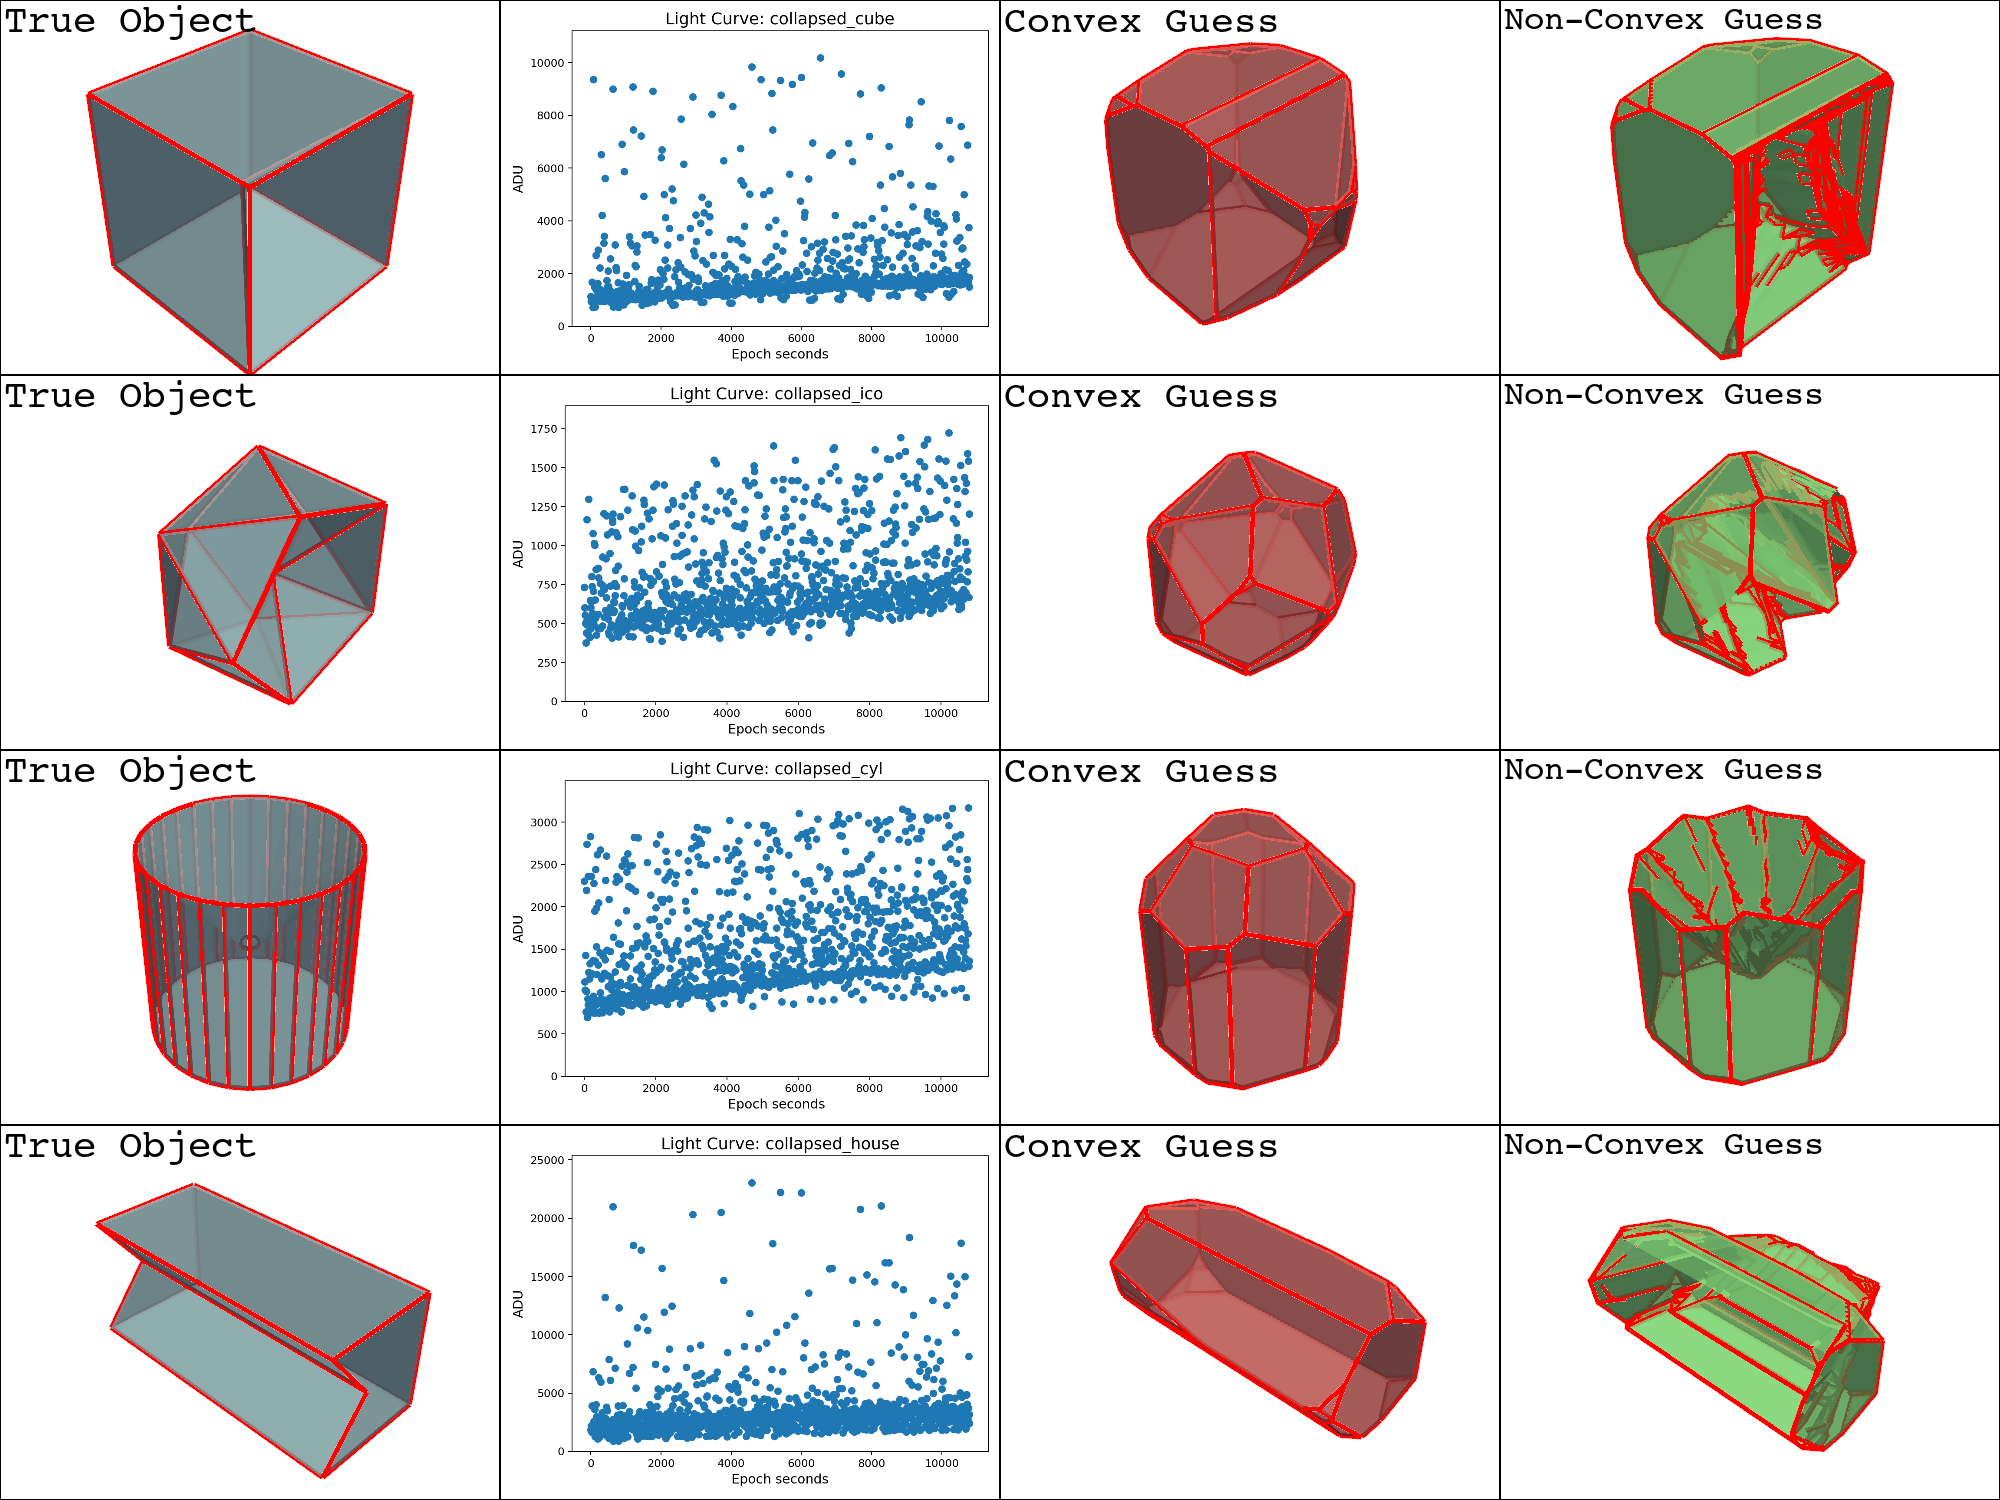 True Object
Light Curve: collapsed_cube
ADU
10000
8000
6000
4000
2000
0
0 2000 4000 6000 8000 10000
Epoch seconds
Convex Guess
Non-Convex Guess
True Object
Light Curve: collapsed_ico
ADU
1750
1500
1250
1000
750
500
250
0
0 2000 4000 6000 8000 10000
Epoch seconds
Convex Guess
Non-Convex Guess
True Object
Light Curve: collapsed_cyl
ADU
3000
2500
2000
1500
1000
500
0
0 2000 4000 6000 8000 10000
Epoch seconds
Convex Guess
Non-Convex Guess
True Object
Light Curve: collapsed_house
ADU
25000
20000
15000
10000
5000
0
0 2000 4000 6000 8000 10000
Epoch seconds
Convex Guess
Non-Convex Guess